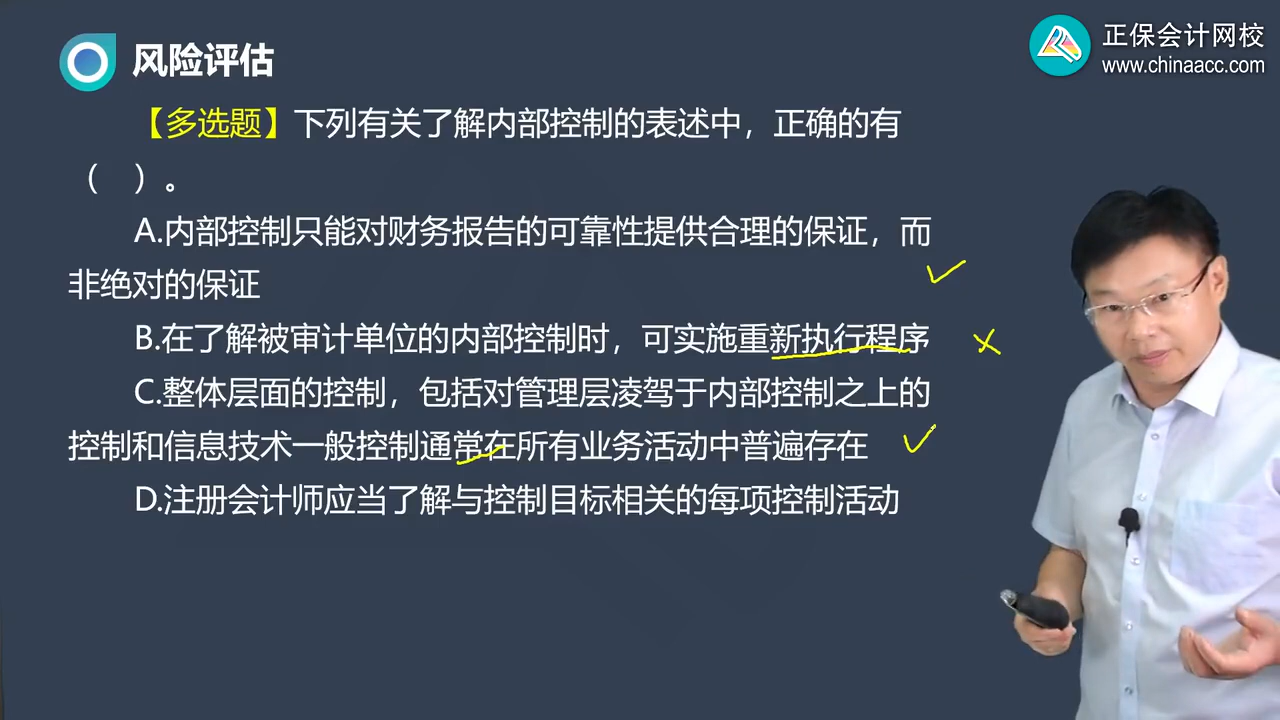 风险评估
正保会计网校
www.chinaacc.com
【多选题】下列有关了解内部控制的表述中，正确的有
（　）。
A.内部控制只能对财务报告的可靠性提供合理的保证，而
非绝对的保证
B.在了解被审计单位的内部控制时，可实施重新执行程序
C.整体层面的控制，包括对管理层凌驾于内部控制之上的
控制和信息技术一般控制通常在所有业务活动中普遍存在
D.注册会计师应当了解与控制目标相关的每项控制活动